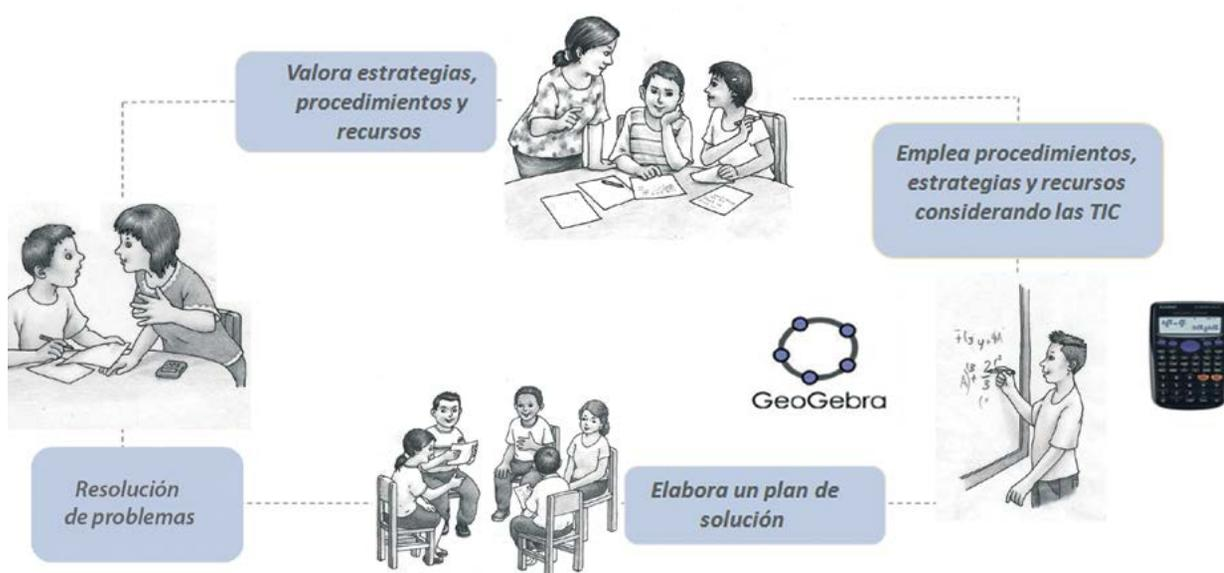 Valora estrategias,
procedimientos y
recursos
Emplea procedimientos,
estrategias y recursos
considerando las TIC
GeoGebra
Resolución
de problemas
Elabora un plan de
solución